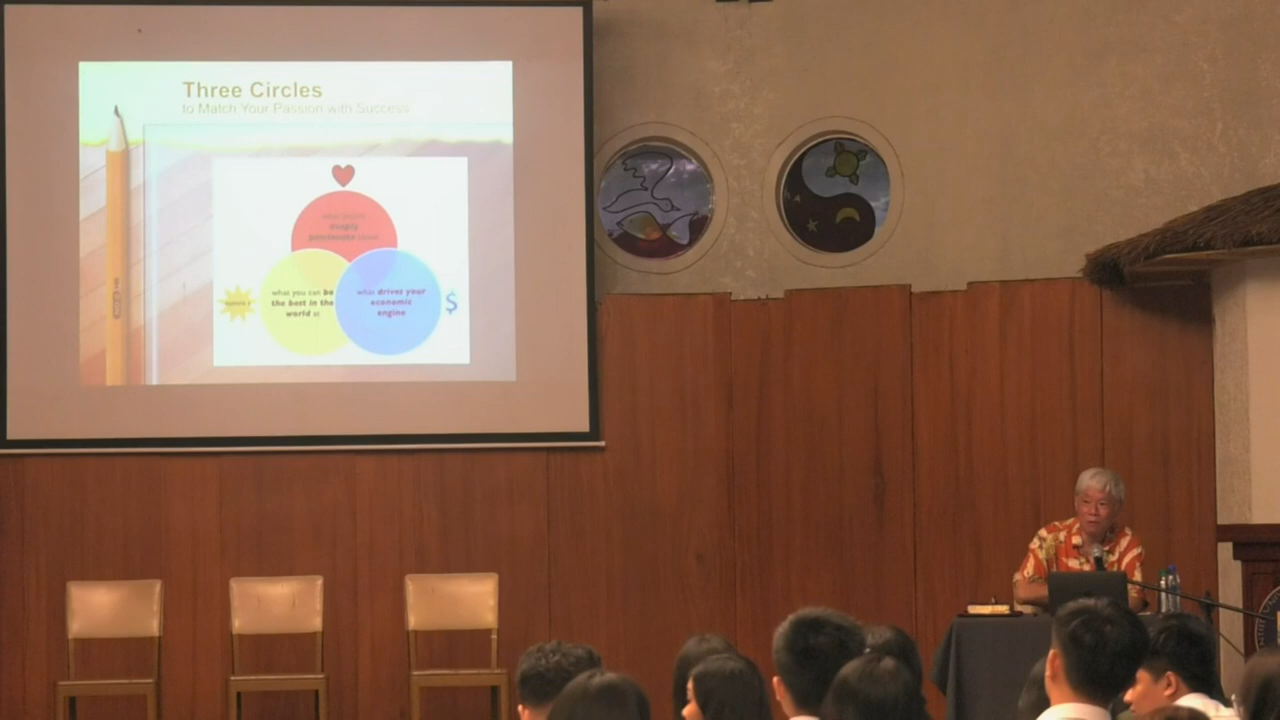 Three Circles
to Match Your Passion with Success
deeply
passionate about
what you can be
the best in the
world at
what drives your
economic
engine
$